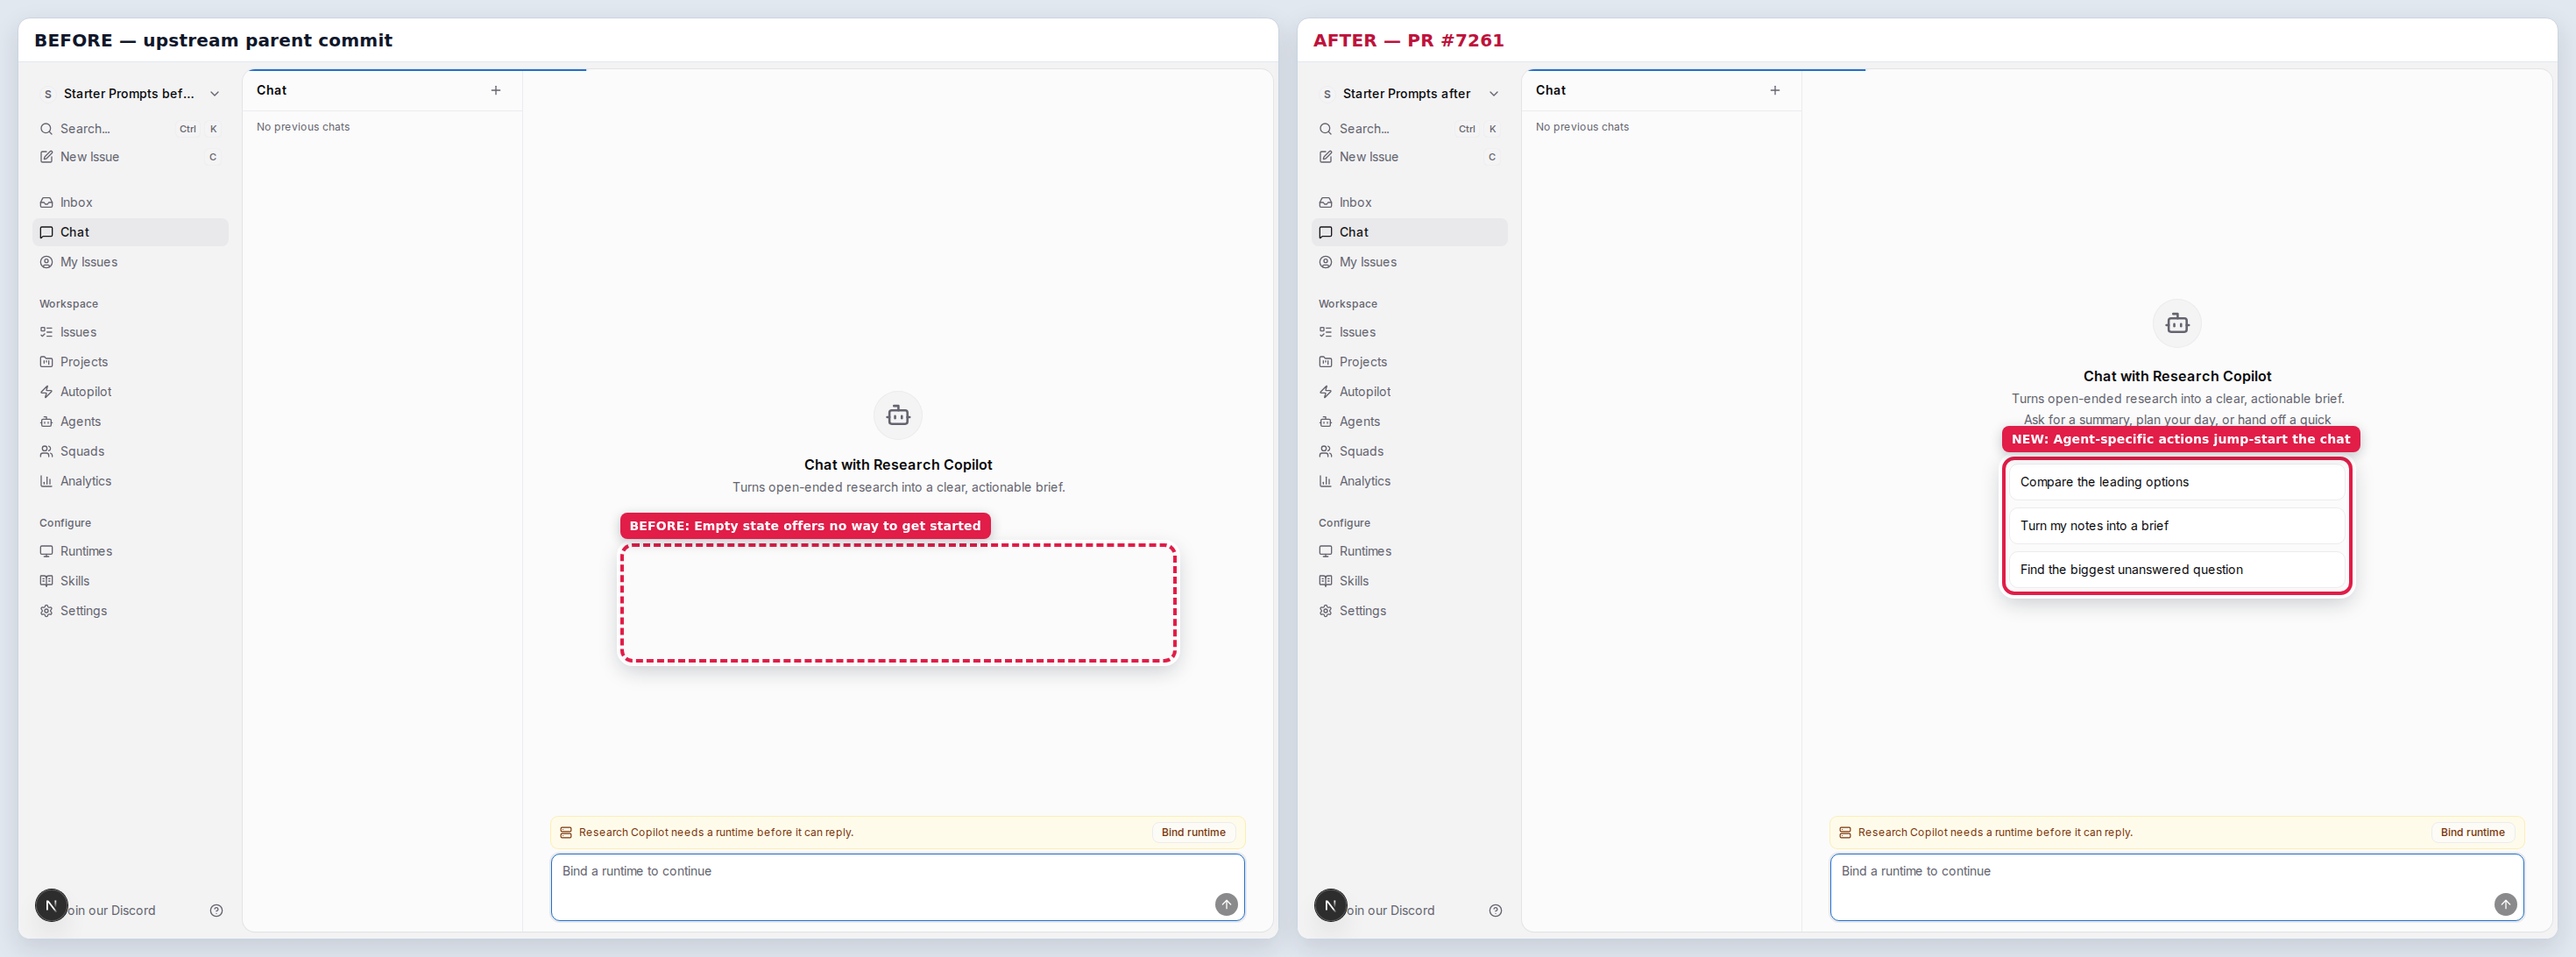 BEFORE — upstream parent commit
S Starter Prompts bef...
Search... Ctrl K
New Issue C
Inbox
Chat
My Issues
Workspace
Issues
Projects
Autopilot
Agents
Squads
Analytics
Configure
Runtimes
Skills
Settings
N oin our Discord
Chat
No previous chats
Chat with Research Copilot
Turns open-ended research into a clear, actionable brief.
BEFORE: Empty state offers no way to get started
Research Copilot needs a runtime before it can reply. Bind runtime
Bind a runtime to continue
AFTER — PR #7261
S Starter Prompts after
Search... Ctrl K
New Issue C
Inbox
Chat
My Issues
Workspace
Issues
Projects
Autopilot
Agents
Squads
Analytics
Configure
Runtimes
Skills
Settings
N oin our Discord
Chat
No previous chats
Chat with Research Copilot
Turns open-ended research into a clear, actionable brief.
Ask for a summary, plan your day, or hand off a quick
NEW: Agent-specific actions jump-start the chat
Compare the leading options
Turn my notes into a brief
Find the biggest unanswered question
Research Copilot needs a runtime before it can reply. Bind runtime
Bind a runtime to continue